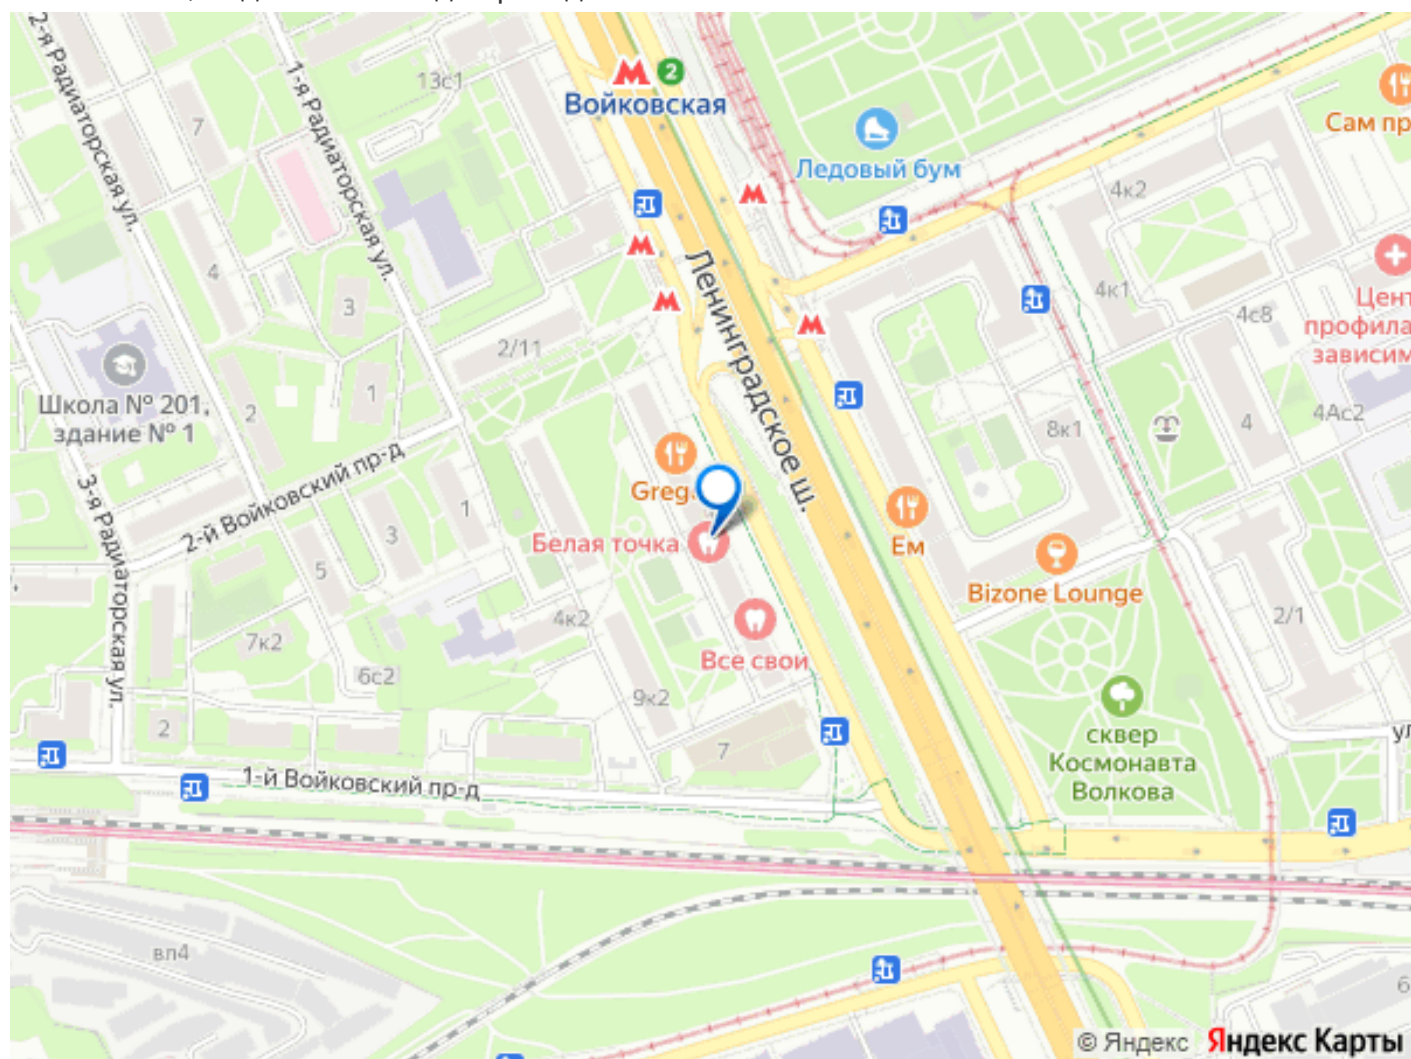 2-я Радиаторская ул.
1-я Радиаторская ул.
13с1
7
2
Войковская
Ледовый бум
Сам пр
4к2
4
3
Ленинградское ш.
4к1
4с8
Цент
профила
зависим
2/11
1
Школа № 201,
здание № 1
2
4Ас2
4
8к1
2-й Войковский пр-д
3-я Радиаторская ул.
1
3
5
Greg
Белая точка
Ем
Bizone Lounge
7к2
4к2
2/1
6с2
Все свои
9к2
2
7
сквер
Космонавта
Волкова
ул
1-й Войковский пр-д
вл4
6
© Яндекс
Яндекс Карты